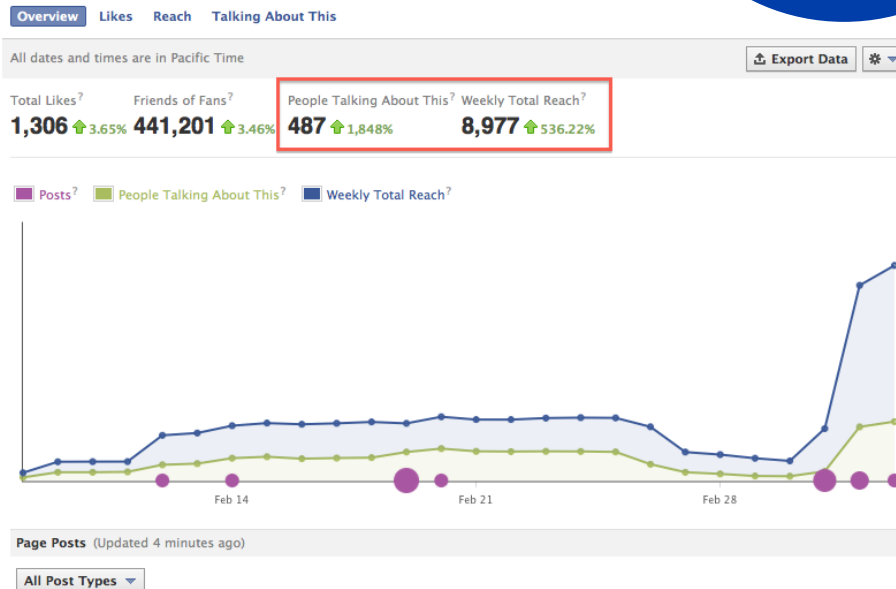 Overview Likes Reach Talking About This
All dates and times are in Pacific Time
Export Data
Total Likes? Friends of Fans? People Talking About This? Weekly Total Reach?
1,306 3.65% 441,201 3.46% 487 1,848% 8,977 536.22%
Posts? People Talking About This? Weekly Total Reach?
Feb 14 Feb 21 Feb 28
Page Posts (Updated 4 minutes ago)
All Post Types